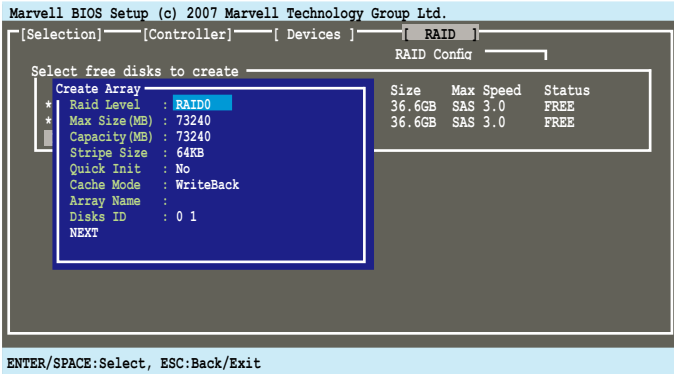 Marvell BIOS Setup (c) 2007 Marvell Technology Group Ltd.
[Selection] [Controller] [ Devices ] [ RAID ]
RAID Config
Select free disks to create
Create Array
Size Max Speed Status
* Raid Level : RAID0 36.6GB SAS 3.0 FREE
* Max Size(MB) : 73240 36.6GB SAS 3.0 FREE
Capacity(MB) : 73240
Stripe Size : 64KB
Quick Init : No
Cache Mode : WriteBack
Array Name :
Disks ID : 0 1
NEXT
ENTER/SPACE:Select, ESC:Back/Exit